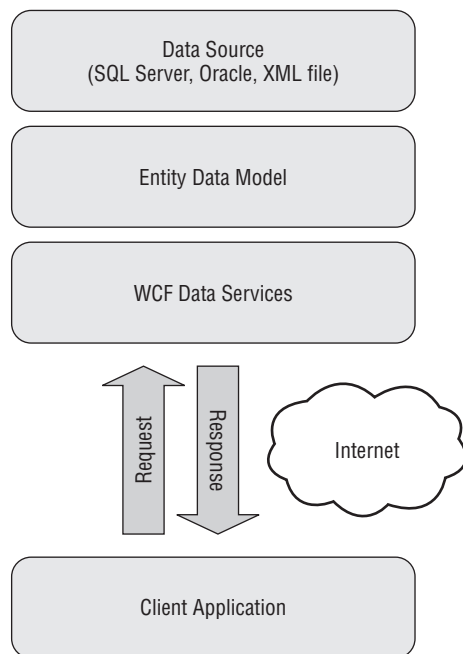 Data Source
(SQL Server, Oracle, XML file)
Entity Data Model
WCF Data Services
Request
Response
Internet
Client Application